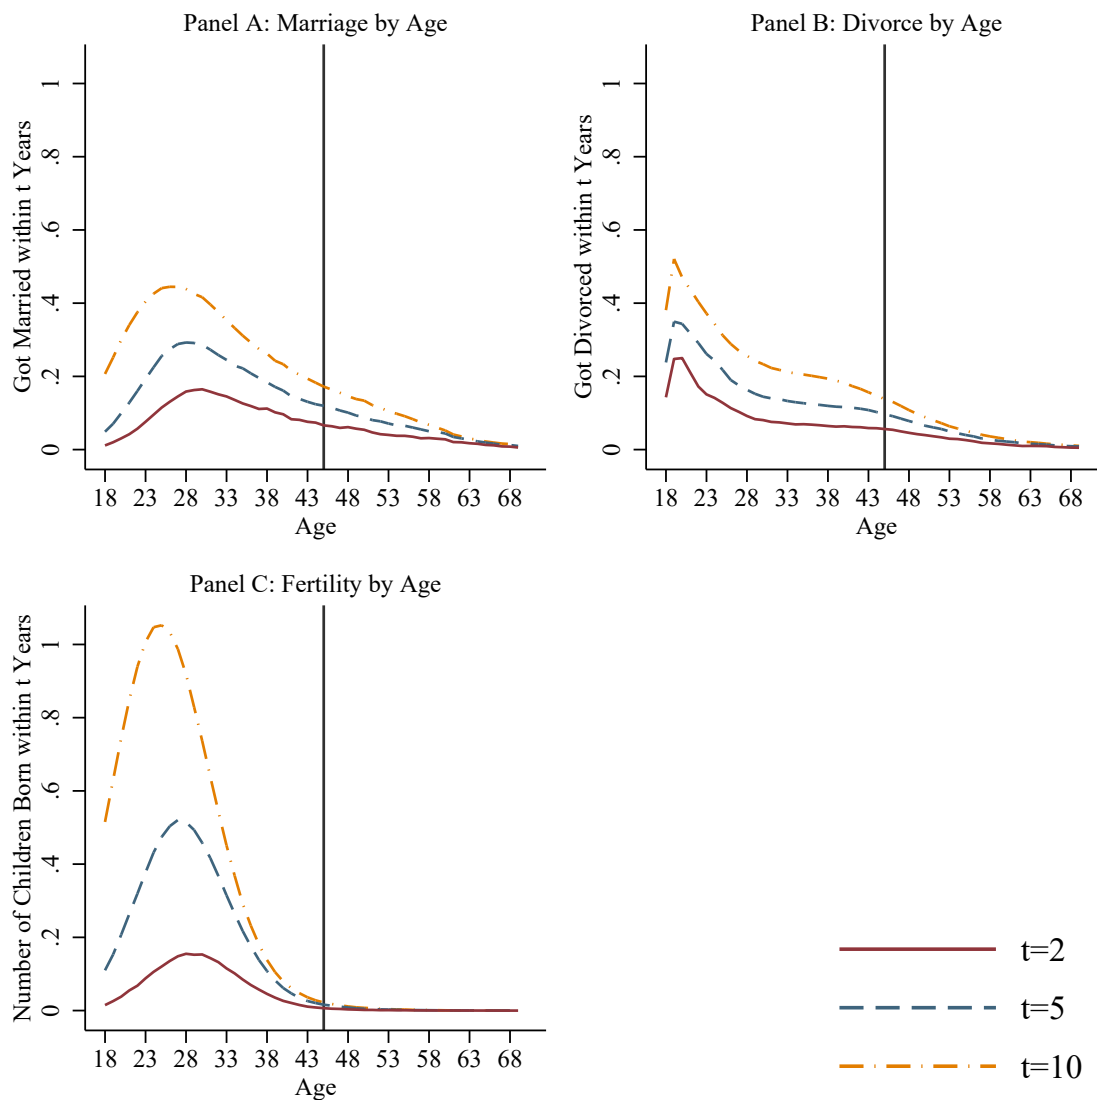 Panel A: Marriage by Age
Got Married within t Years
1
.8
.6
.4
.2
0
18 23 28 33 38 43 48 53 58 63 68
Age
Panel B: Divorce by Age
Got Divorced within t Years
1
.8
.6
.4
.2
0
18 23 28 33 38 43 48 53 58 63 68
Age
Panel C: Fertility by Age
Number of Children Born within t Years
1
.8
.6
.4
.2
0
18 23 28 33 38 43 48 53 58 63 68
Age
t=2
t=5
t=10